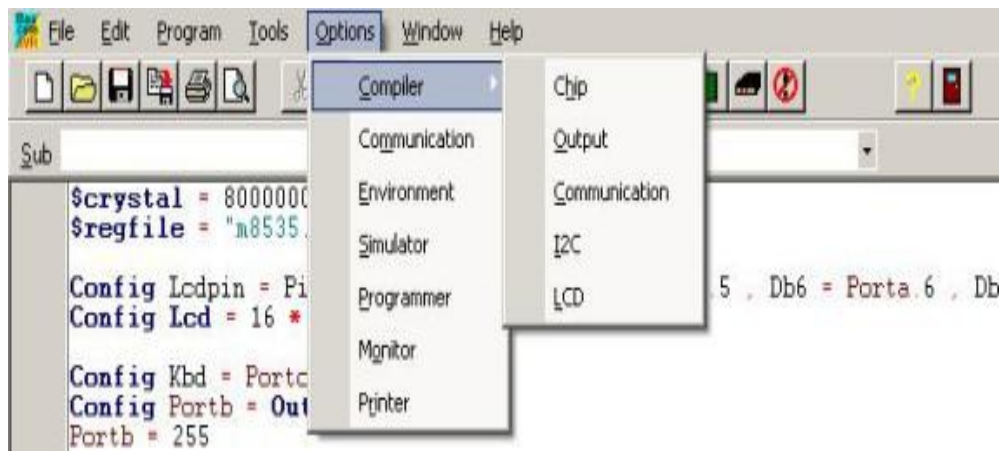 File Edit Program Tools Options Window Help
Compiler
Communication
Environment
Simulator
Programmer
Monitor
Printer
Chip
Output
Communication
I2C
LCD
Sub
$crystal = 8000000
$regfile = "m8535.
Config Lcdpin = Pi .5 , Db6 = Porta.6 , Db
Config Lcd = 16 *
Config Kbd = Portc
Config Portb = Out
Portb = 255